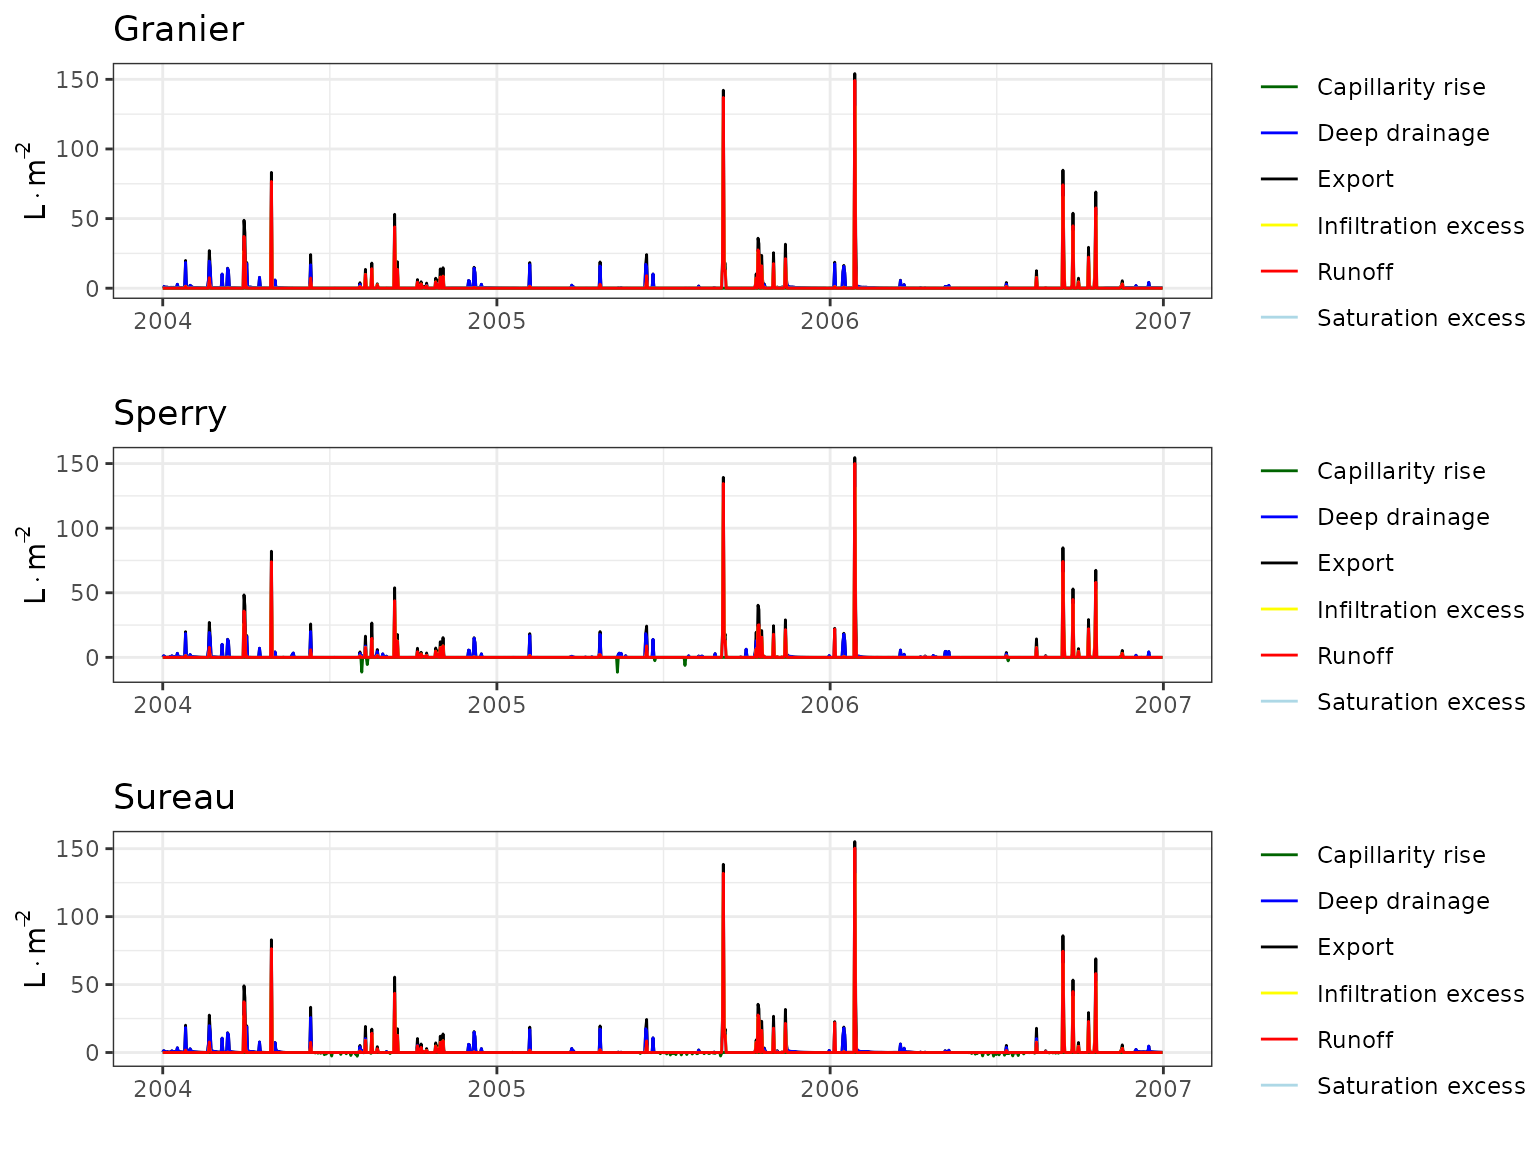 Granier
L·m⁻²
150
100
50
0
2004 2005 2006 2007
Capillarity rise
Deep drainage
Export
Infiltration excess
Runoff
Saturation excess
Sperry
L·m⁻²
150
100
50
0
2004 2005 2006 2007
Capillarity rise
Deep drainage
Export
Infiltration excess
Runoff
Saturation excess
Sureau
L·m⁻²
150
100
50
0
2004 2005 2006 2007
Capillarity rise
Deep drainage
Export
Infiltration excess
Runoff
Saturation excess